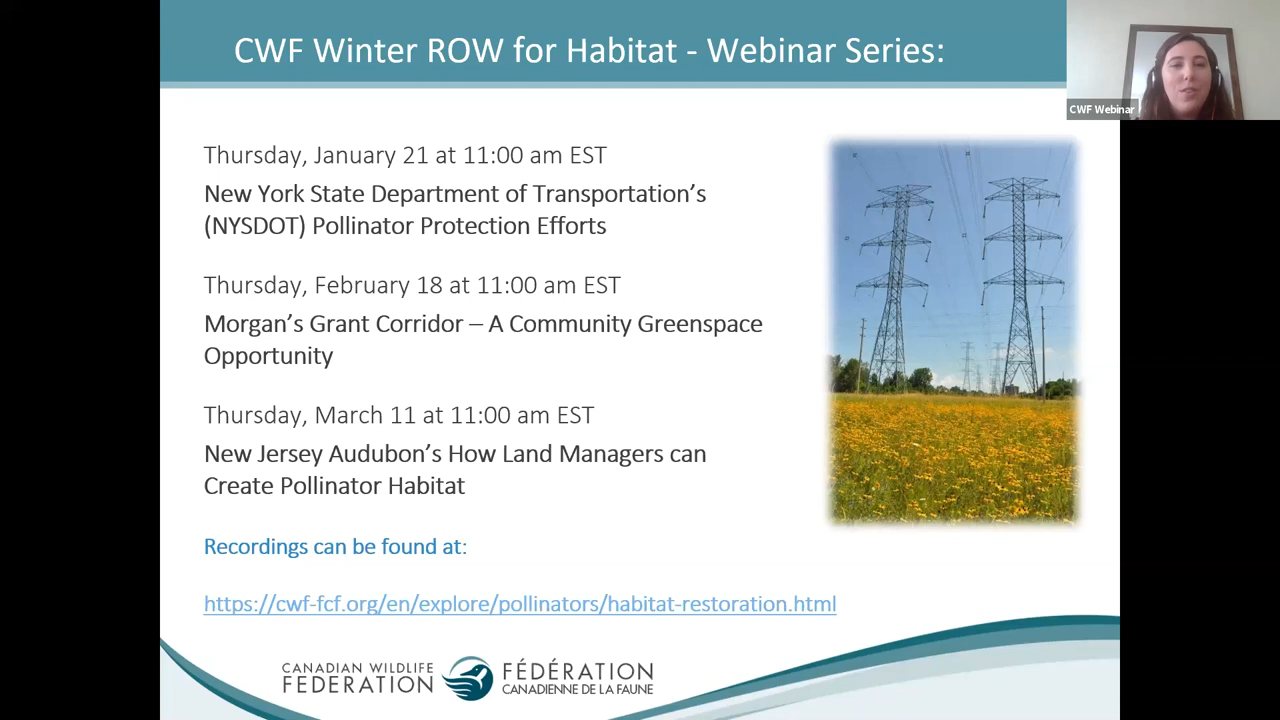 CWF Winter ROW for Habitat - Webinar Series:
CWF Webinar
Thursday, January 21 at 11:00 am EST
New York State Department of Transportation’s
(NYSDOT) Pollinator Protection Efforts
Thursday, February 18 at 11:00 am EST
Morgan’s Grant Corridor – A Community Greenspace
Opportunity
Thursday, March 11 at 11:00 am EST
New Jersey Audubon’s How Land Managers can
Create Pollinator Habitat
Recordings can be found at:
https://cwf-fcf.org/en/explore/pollinators/habitat-restoration.html
CANADIAN WILDLIFE
FEDERATION
FÉDÉRATION
CANADIENNE DE LA FAUNE